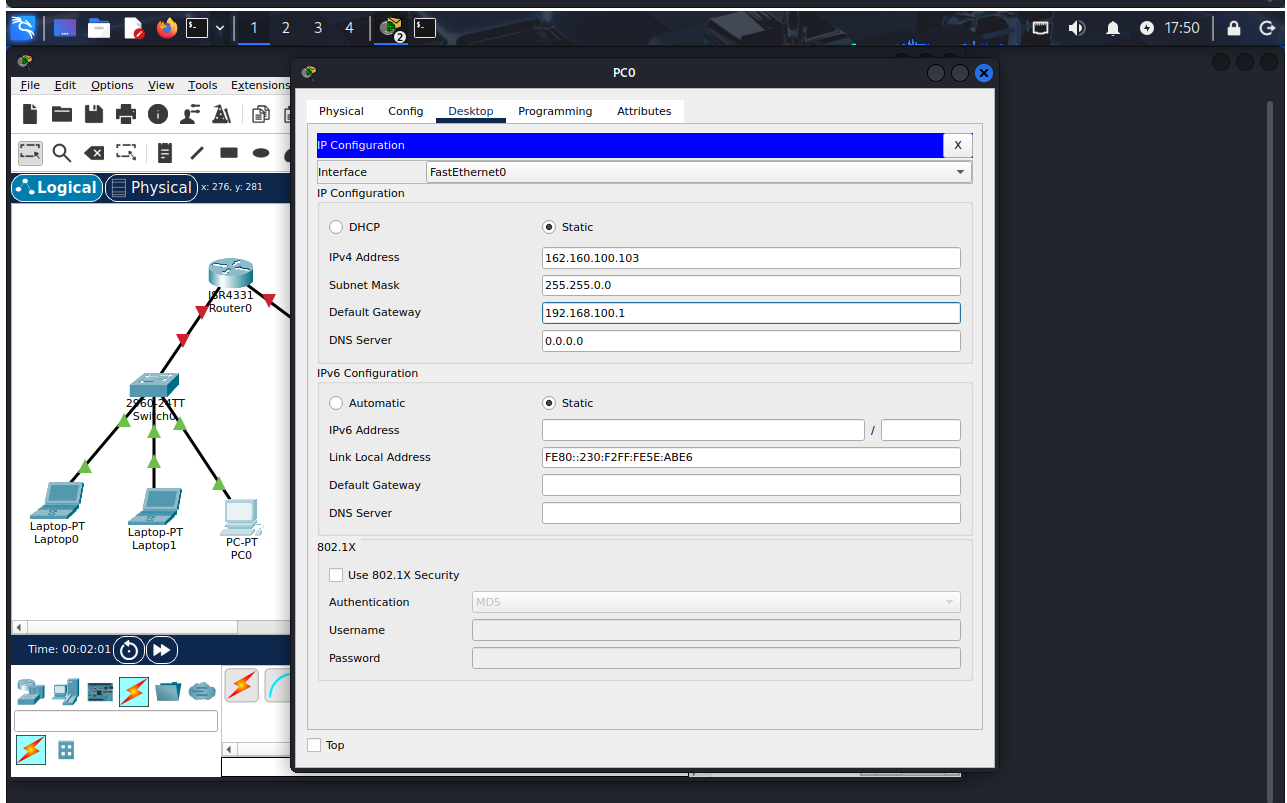 1 2 3 4 2 17:50
PC0
File Edit Options View Tools Extensions
Physical Config Desktop Programming Attributes
IP Configuration X
Interface FastEthernet0
Logical Physical x: 276, y: 281
IP Configuration
DHCP Static
IPv4 Address 162.160.100.103
Subnet Mask 255.255.0.0
Default Gateway 192.168.100.1
DNS Server 0.0.0.0
IPv6 Configuration
Automatic Static
IPv6 Address /
Link Local Address FE80::230:F2FF:FE5E:ABE6
Default Gateway
DNS Server
802.1X
Use 802.1X Security
Authentication MD5
Username
Password
Top
ISR4331
Router0
2960-24TT
Switch0
Laptop-PT
Laptop0
Laptop-PT
Laptop1
PC-PT
PC0
Time: 00:02:01